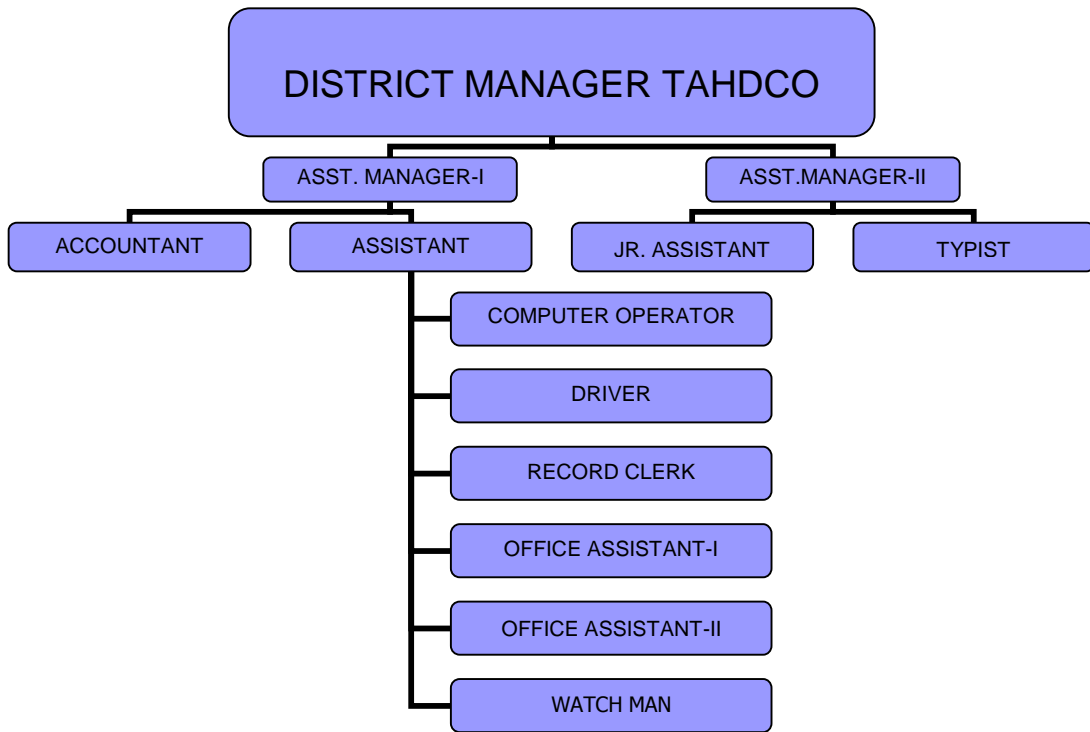 DISTRICT MANAGER TAHDCO
ASST. MANAGER-I
ASST.MANAGER-II
ACCOUNTANT
ASSISTANT
JR. ASSISTANT
TYPIST
COMPUTER OPERATOR
DRIVER
RECORD CLERK
OFFICE ASSISTANT-I
OFFICE ASSISTANT-II
WATCH MAN